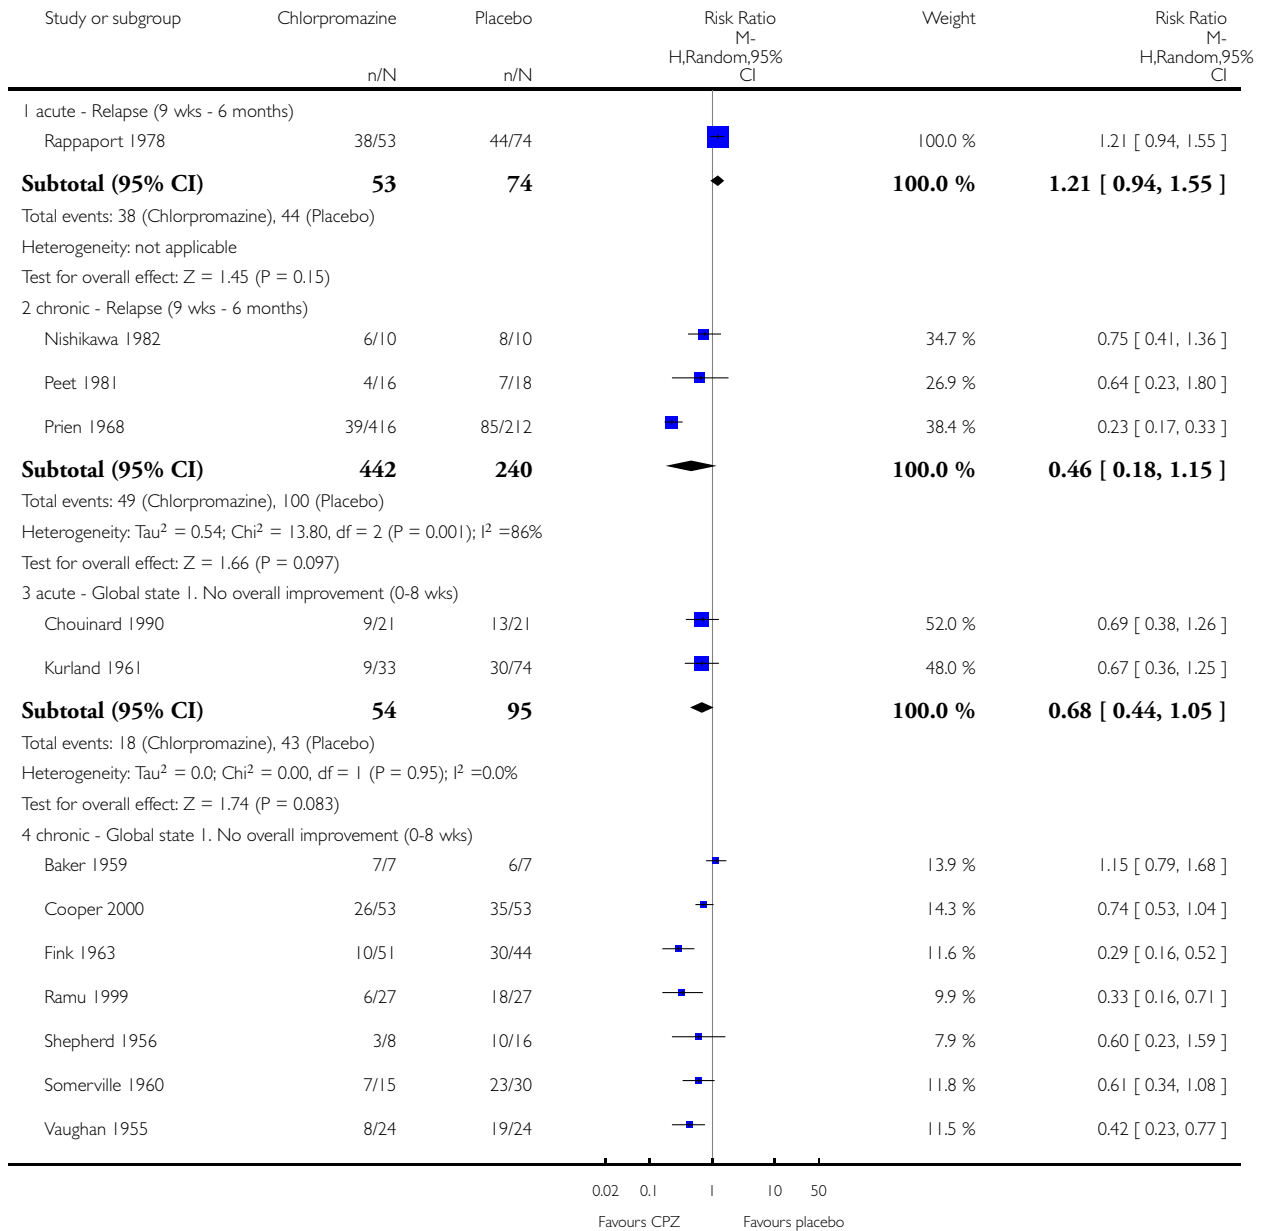 Study or subgroup Chlorpromazine Placebo Risk Ratio Weight Risk Ratio
M- M-
H,Random,95% H,Random,95%
n/N n/N CI CI
1 acute - Relapse (9 wks - 6 months)
Rappaport 1978 38/53 44/74 100.0 % 1.21 [ 0.94, 1.55 ]
Subtotal (95% CI) 53 74 100.0 % 1.21 [ 0.94, 1.55 ]
Total events: 38 (Chlorpromazine), 44 (Placebo)
Heterogeneity: not applicable
Test for overall effect: Z = 1.45 (P = 0.15)
2 chronic - Relapse (9 wks - 6 months)
Nishikawa 1982 6/10 8/10 34.7 % 0.75 [ 0.41, 1.36 ]
Peet 1981 4/16 7/18 26.9 % 0.64 [ 0.23, 1.80 ]
Prien 1968 39/416 85/212 38.4 % 0.23 [ 0.17, 0.33 ]
Subtotal (95% CI) 442 240 100.0 % 0.46 [ 0.18, 1.15 ]
Total events: 49 (Chlorpromazine), 100 (Placebo)
Heterogeneity: Tau² = 0.54; Chi² = 13.80, df = 2 (P = 0.001); I² =86%
Test for overall effect: Z = 1.66 (P = 0.097)
3 acute - Global state 1. No overall improvement (0-8 wks)
Chouinard 1990 9/21 13/21 52.0 % 0.69 [ 0.38, 1.26 ]
Kurland 1961 9/33 30/74 48.0 % 0.67 [ 0.36, 1.25 ]
Subtotal (95% CI) 54 95 100.0 % 0.68 [ 0.44, 1.05 ]
Total events: 18 (Chlorpromazine), 43 (Placebo)
Heterogeneity: Tau² = 0.0; Chi² = 0.00, df = 1 (P = 0.95); I² =0.0%
Test for overall effect: Z = 1.74 (P = 0.083)
4 chronic - Global state 1. No overall improvement (0-8 wks)
Baker 1959 7/7 6/7 13.9 % 1.15 [ 0.79, 1.68 ]
Cooper 2000 26/53 35/53 14.3 % 0.74 [ 0.53, 1.04 ]
Fink 1963 10/51 30/44 11.6 % 0.29 [ 0.16, 0.52 ]
Ramu 1999 6/27 18/27 9.9 % 0.33 [ 0.16, 0.71 ]
Shepherd 1956 3/8 10/16 7.9 % 0.60 [ 0.23, 1.59 ]
Somerville 1960 7/15 23/30 11.8 % 0.61 [ 0.34, 1.08 ]
Vaughan 1955 8/24 19/24 11.5 % 0.42 [ 0.23, 0.77 ]
0.02 0.1 1 10 50
Favours CPZ Favours placebo